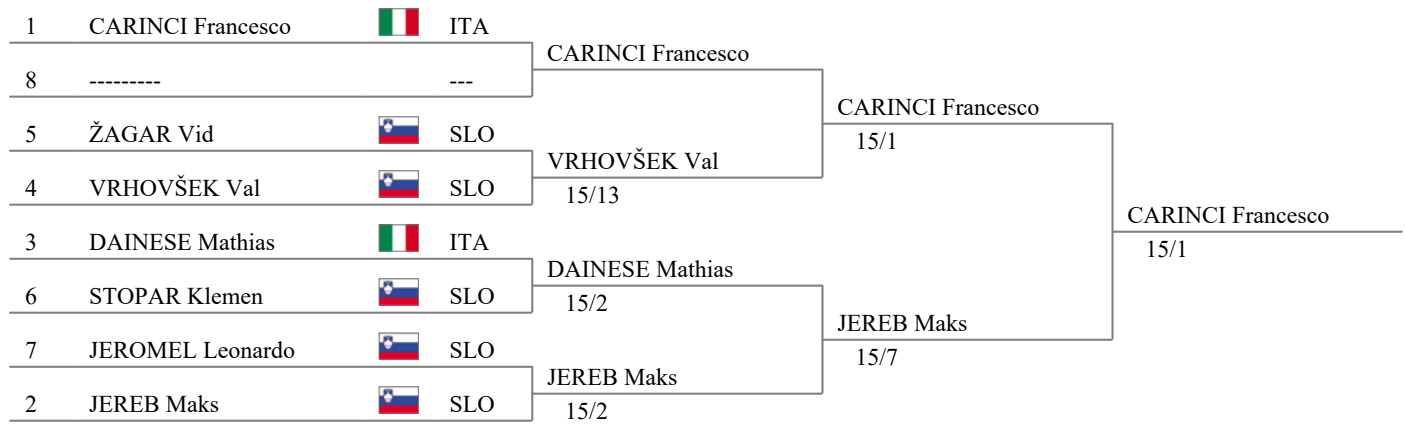 1 CARINCI Francesco ITA
CARINCI Francesco
8 --------- ---
CARINCI Francesco
5 ŽAGAR Vid SLO
15/1
VRHOVŠEK Val
4 VRHOVŠEK Val SLO
15/13
CARINCI Francesco
3 DAINESE Mathias ITA
15/1
DAINESE Mathias
6 STOPAR Klemen SLO
15/2
JEREB Maks
7 JEROMEL Leonardo SLO
15/7
JEREB Maks
2 JEREB Maks SLO
15/2